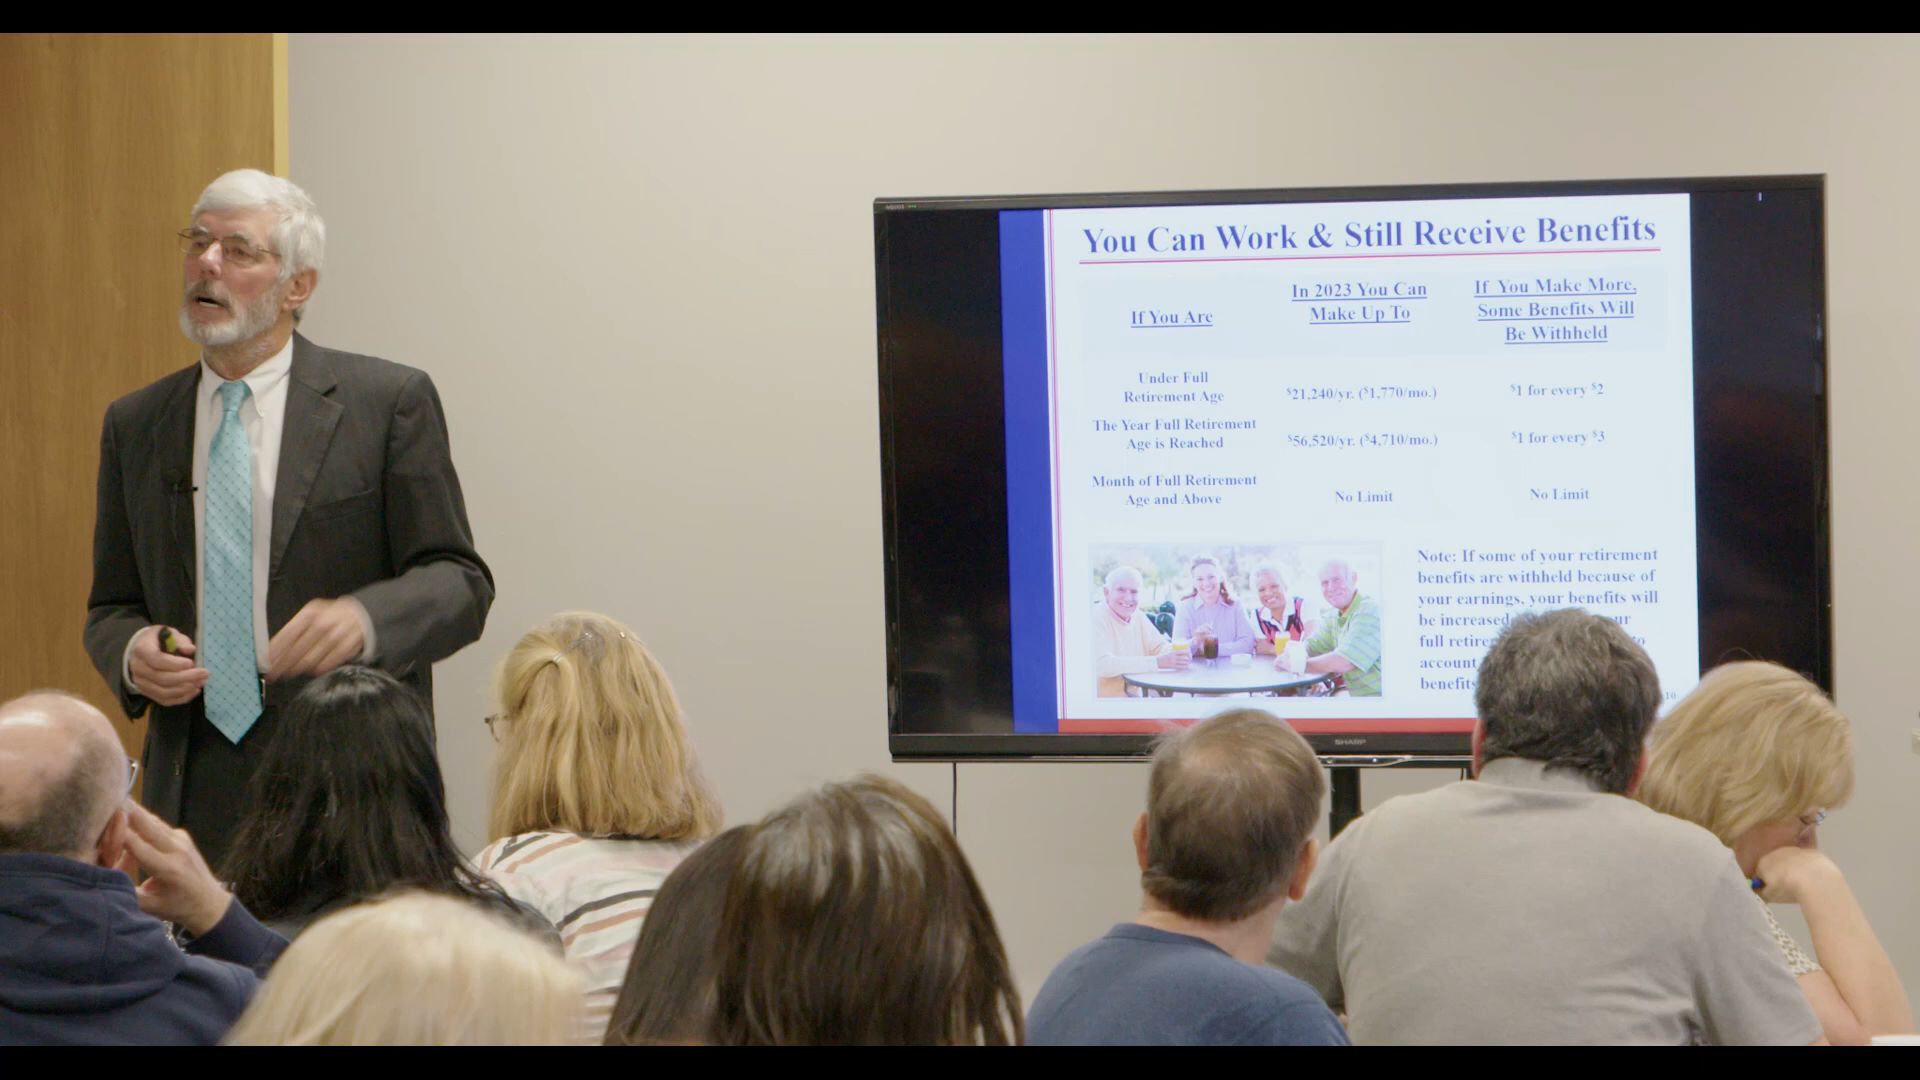 You Can Work & Still Receive Benefits
If You Are
In 2023 You Can
Make Up To
If You Make More,
Some Benefits Will
Be Withheld
Under Full
Retirement Age
$21,240/yr. ($1,770/mo.)
$1 for every $2
The Year Full Retirement
Age is Reached
$56,520/yr. ($4,710/mo.)
$1 for every $3
Month of Full Retirement
Age and Above
No Limit
No Limit
Note: If some of your retirement
benefits are withheld because of
your earnings, your benefits will
be increased
full
account
benefits
10
SHARP